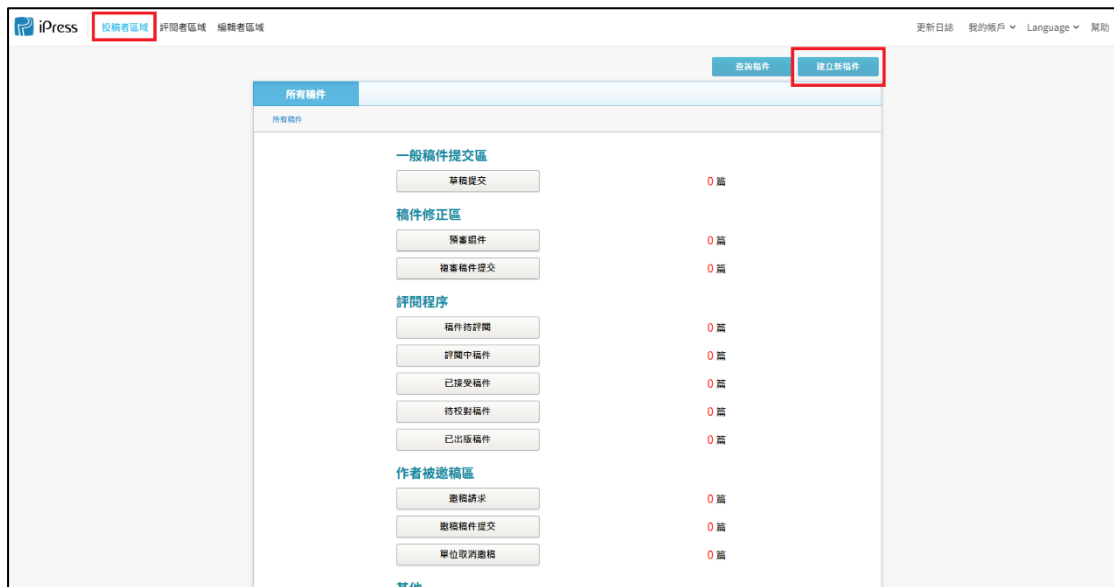 iPress 投稿者區域 評閱者區域 編輯者區域 更新日誌 我的帳戶 Language 幫助
查詢稿件 建立新稿件
所有稿件
所有稿件
一般稿件提交區
草稿提交 0 篇
稿件修正區
預審退件 0 篇
複審稿件提交 0 篇
評閱程序
稿件待評閱 0 篇
評閱中稿件 0 篇
已接受稿件 0 篇
待校對稿件 0 篇
已出版稿件 0 篇
作者被邀稿區
邀稿請求 0 篇
邀稿稿件提交 0 篇
單位取消邀稿 0 篇
其他